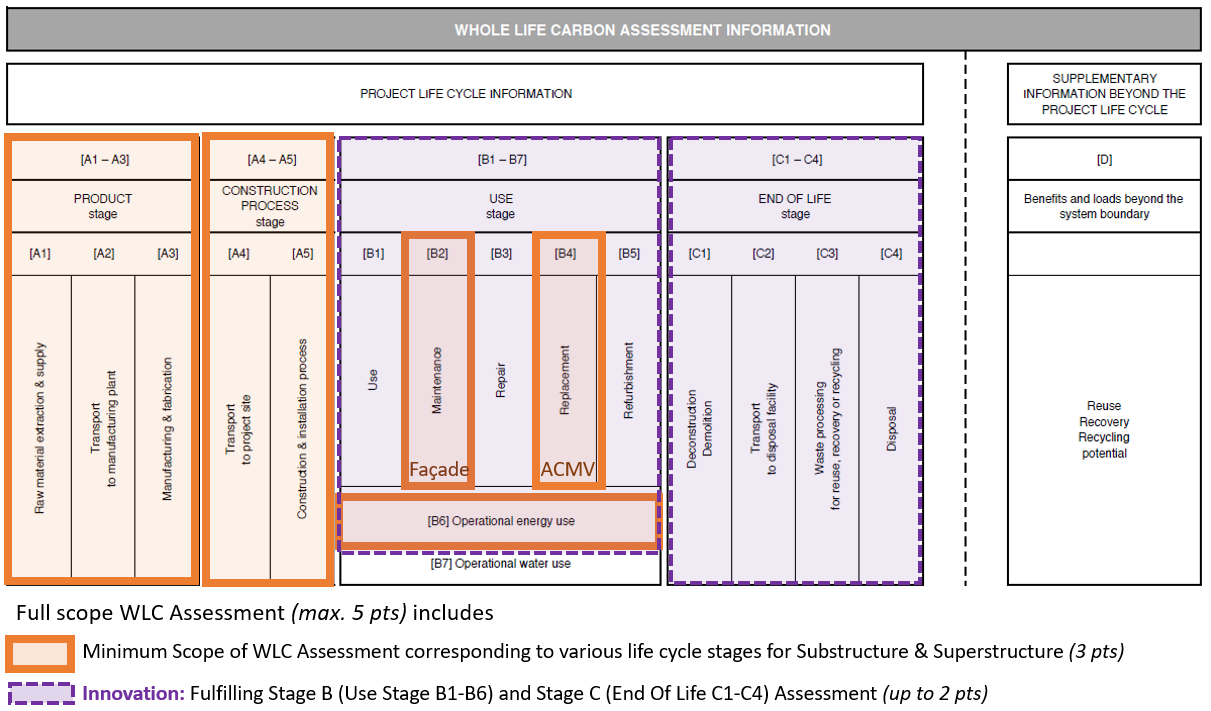 WHOLE LIFE CARBON ASSESSMENT INFORMATION
PROJECT LIFE CYCLE INFORMATION
SUPPLEMENTARY
INFORMATION BEYOND THE
PROJECT LIFE CYCLE
[A1 – A3]
PRODUCT
stage
[A1]
[A2]
[A3]
Raw material extraction & supply
Transport
to manufacturing plant
Manufacturing & fabrication
[A4 – A5]
CONSTRUCTION
PROCESS
stage
[A4]
[A5]
Transport
to project site
Construction & installation process
[B1 – B7]
USE
stage
[B1]
[B2]
[B3]
[B4]
[B5]
Use
Maintenance
Façade
Repair
Replacement
ACMV
Refurbishment
[B6] Operational energy use
[B7] Operational water use
[C1 – C4]
END OF LIFE
stage
[C1]
[C2]
[C3]
[C4]
Deconstruction
Demolition
Transport
to disposal facility
Waste processing
for reuse, recovery or recycling
Disposal
[D]
Benefits and loads beyond the
system boundary
Reuse
Recovery
Recycling
potential
Full scope WLC Assessment (max. 5 pts) includes
Minimum Scope of WLC Assessment corresponding to various life cycle stages for Substructure & Superstructure (3 pts)
Innovation: Fulfilling Stage B (Use Stage B1-B6) and Stage C (End Of Life C1-C4) Assessment (up to 2 pts)